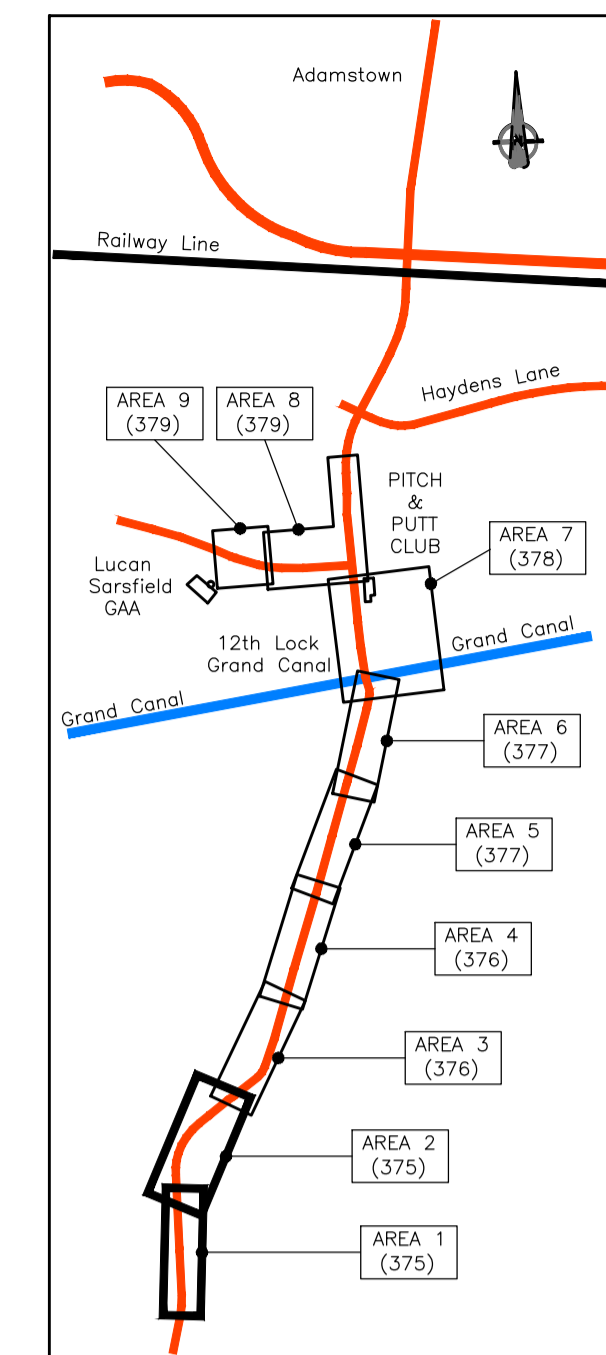 Adamstown
N
Railway Line
Haydens Lane
AREA 9
(379)
AREA 8
(379)
PITCH
&
PUTT
CLUB
AREA 7
(378)
Lucan
Sarsfield
GAA
12th Lock
Grand Canal
Grand Canal
Grand Canal
AREA 6
(377)
AREA 5
(377)
AREA 4
(376)
AREA 3
(376)
AREA 2
(375)
AREA 1
(375)